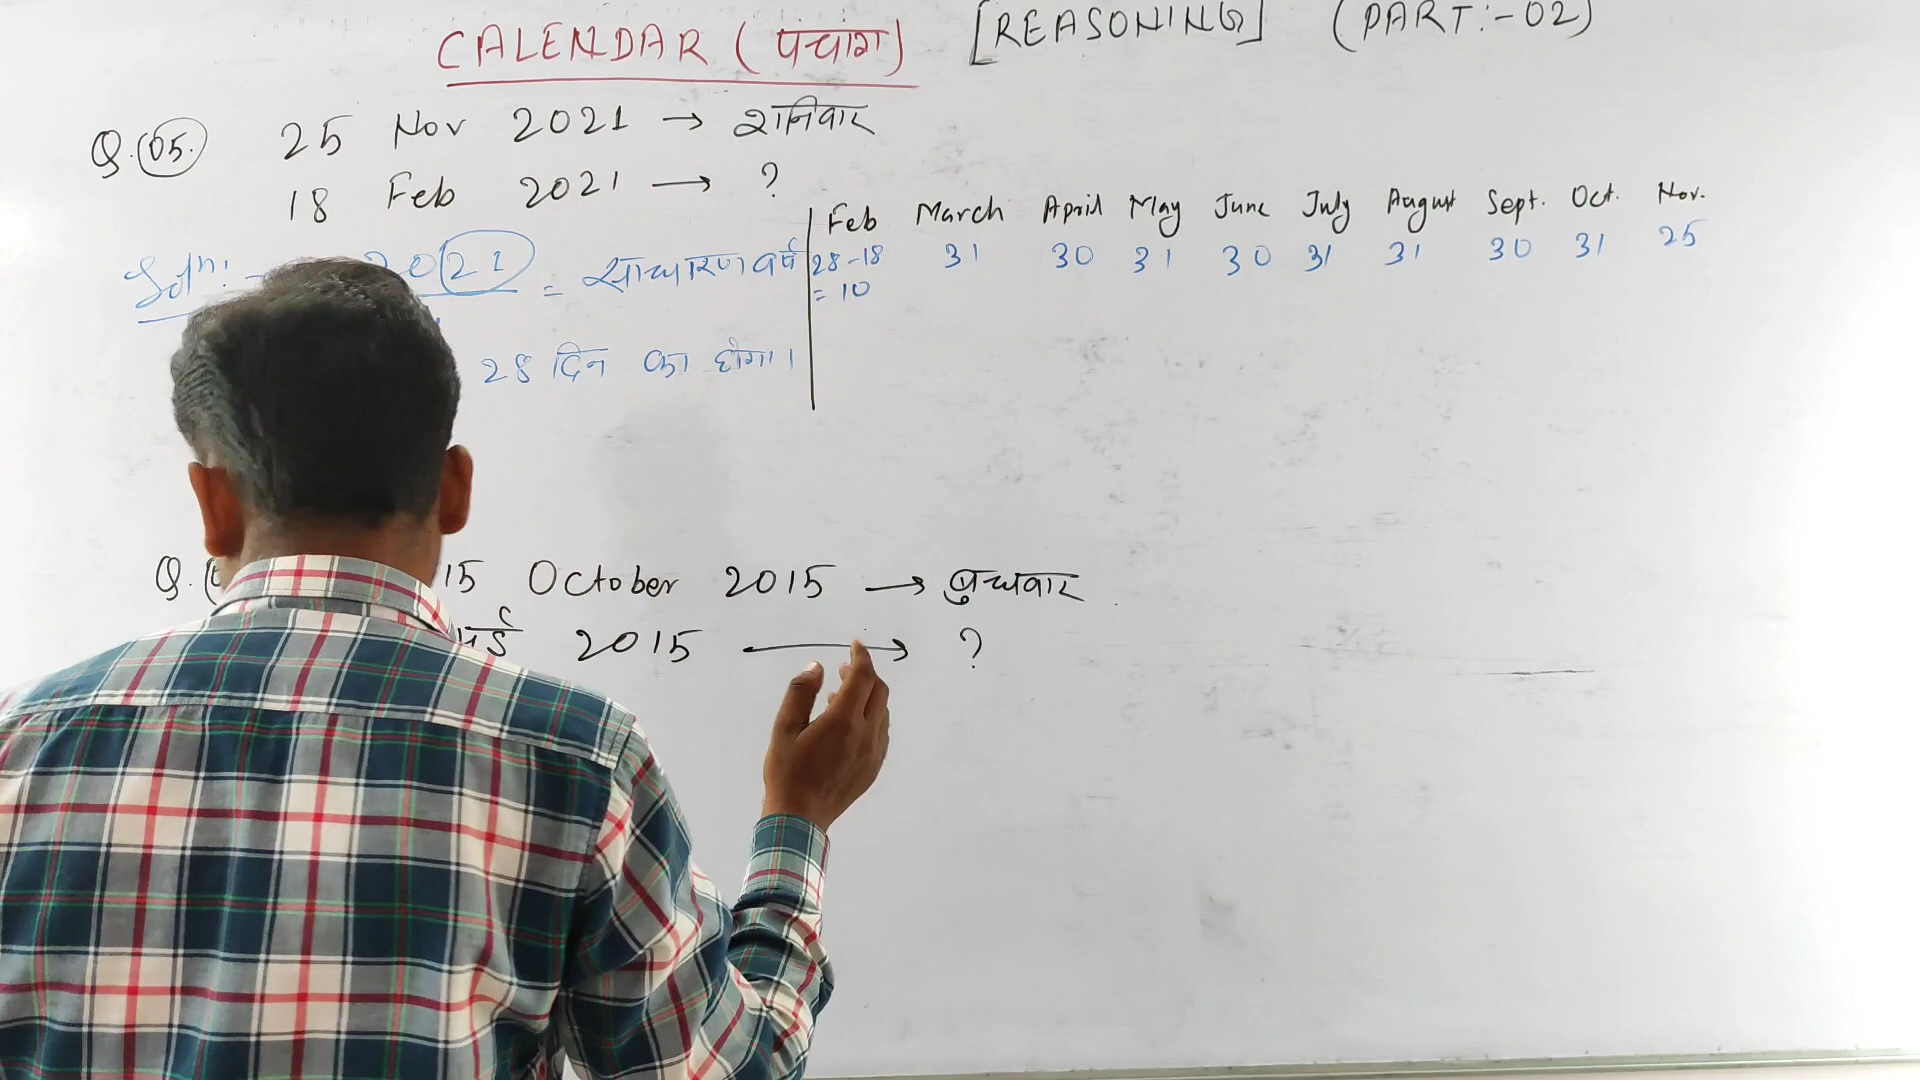 CALENDAR (पंचांग) [REASONING] (PART:-02)
Q.(05.) 25 Nov 2021 → शनिवार
18 Feb 2021 → ?
Feb March April May June July August Sept. Oct. Nov.
Solⁿ:- 2021 = साधारण वर्ष 28-18 31 30 31 30 31 31 30 31 25
= 10
28 दिन का होगा।
Q. 15 October 2015 → बुधवार
मई 2015 → ?